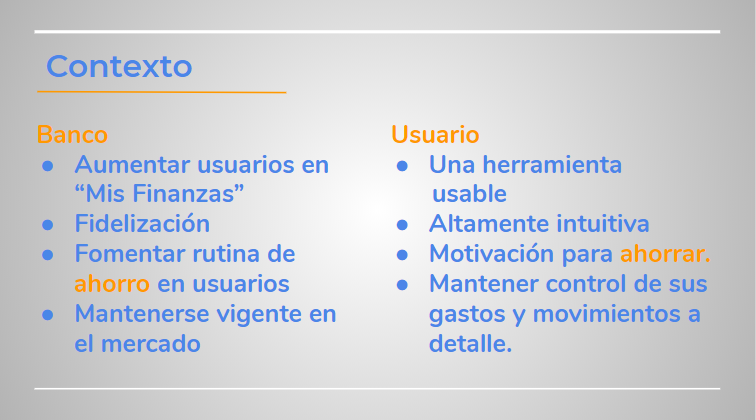 Contexto
Banco
● Aumentar usuarios en
“Mis Finanzas”
● Fidelización
● Fomentar rutina de
ahorro en usuarios
● Mantenerse vigente en
el mercado
Usuario
● Una herramienta
usable
● Altamente intuitiva
● Motivación para ahorrar.
● Mantener control de sus
gastos y movimientos a
detalle.